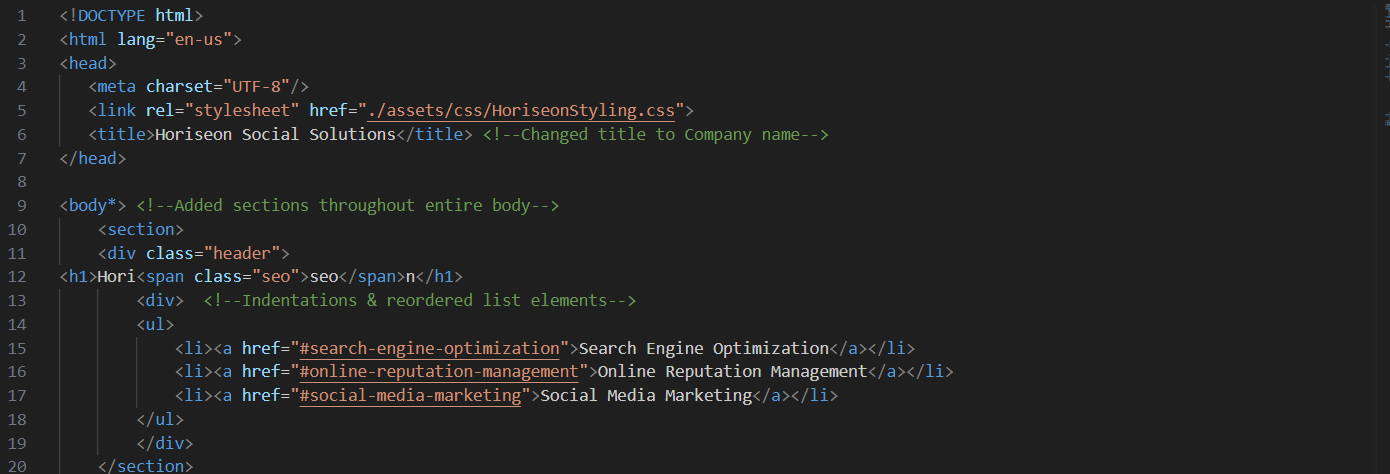 1 <!DOCTYPE html>
2 <html lang="en-us">
3 <head>
4 <meta charset="UTF-8"/>
5 <link rel="stylesheet" href="./assets/css/HoriseonStyling.css">
6 <title>Horiseon Social Solutions</title> <!--Changed title to Company name-->
7 </head>
8
9 <body*> <!--Added sections throughout entire body-->
10 <section>
11 <div class="header">
12 <h1>Hori<span class="seo">seo</span>n</h1>
13 <div> <!--Indentations & reordered list elements-->
14 <ul>
15 <li><a href="#search-engine-optimization">Search Engine Optimization</a></li>
16 <li><a href="#online-reputation-management">Online Reputation Management</a></li>
17 <li><a href="#social-media-marketing">Social Media Marketing</a></li>
18 </ul>
19 </div>
20 </section>